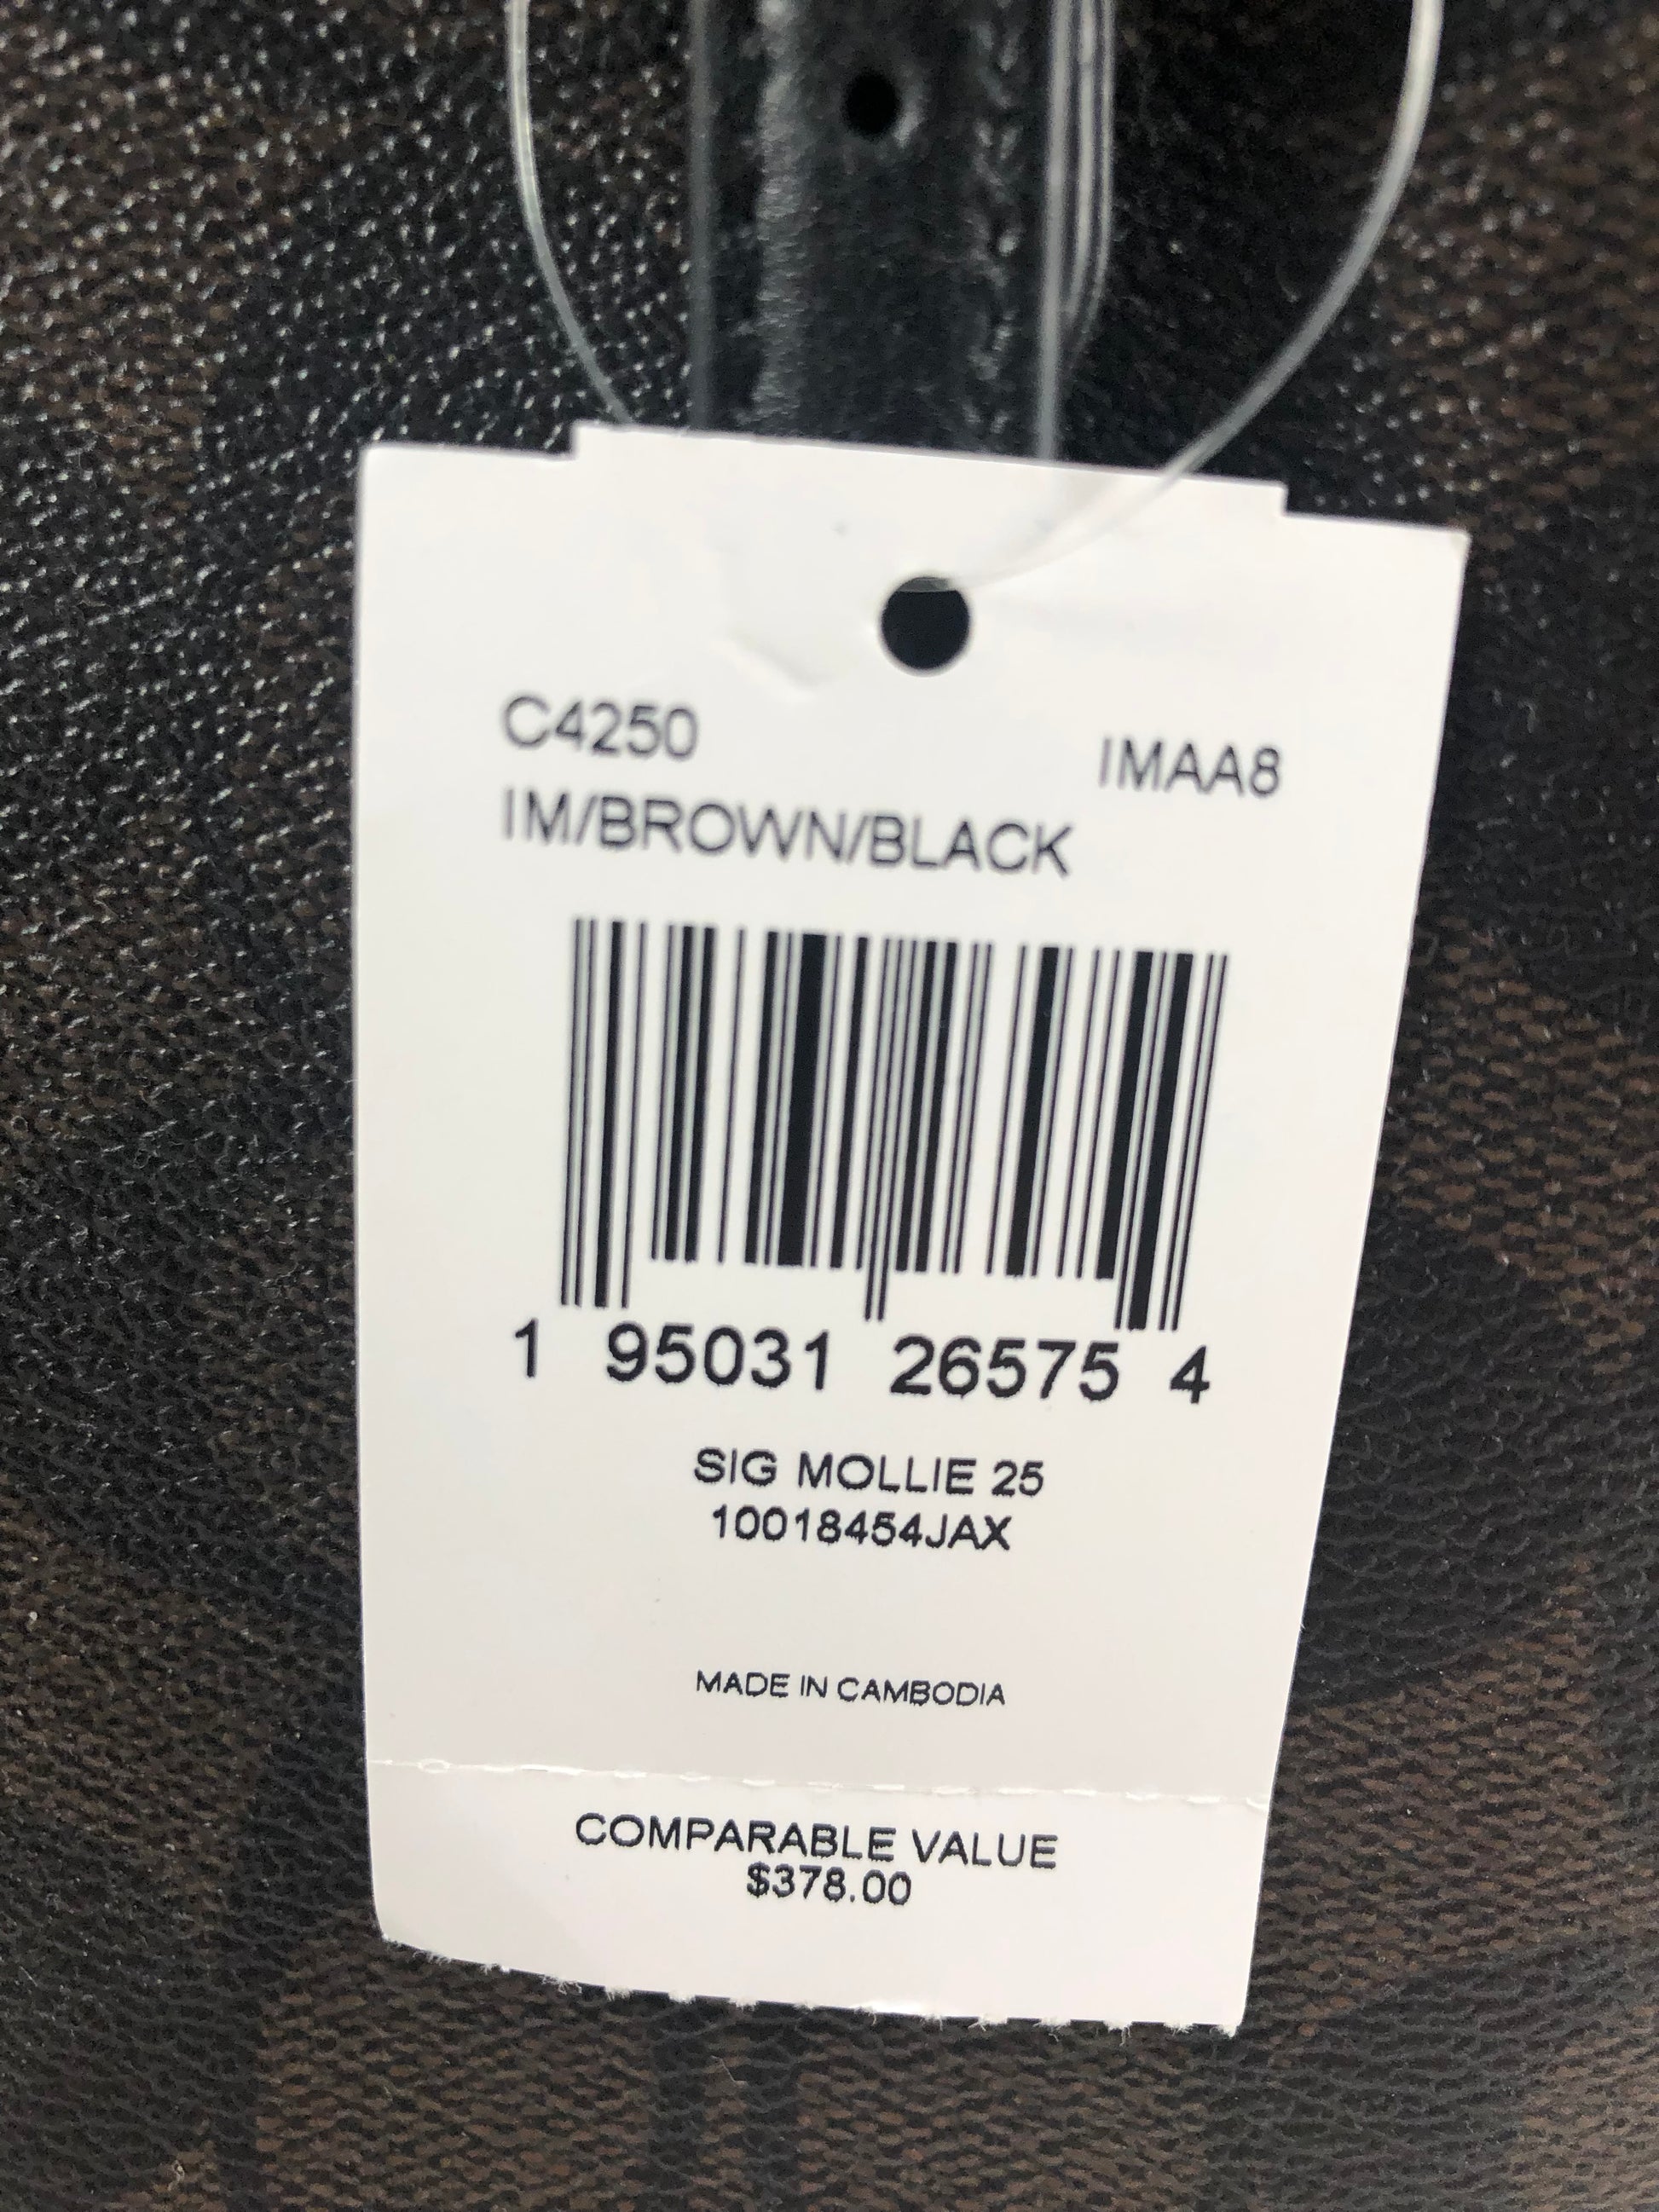 C4250 IMAA8
IM/BROWN/BLACK
1 95031 26575 4
SIG MOLLIE 25
10018454JAX
MADE IN CAMBODIA
COMPARABLE VALUE
$378.00